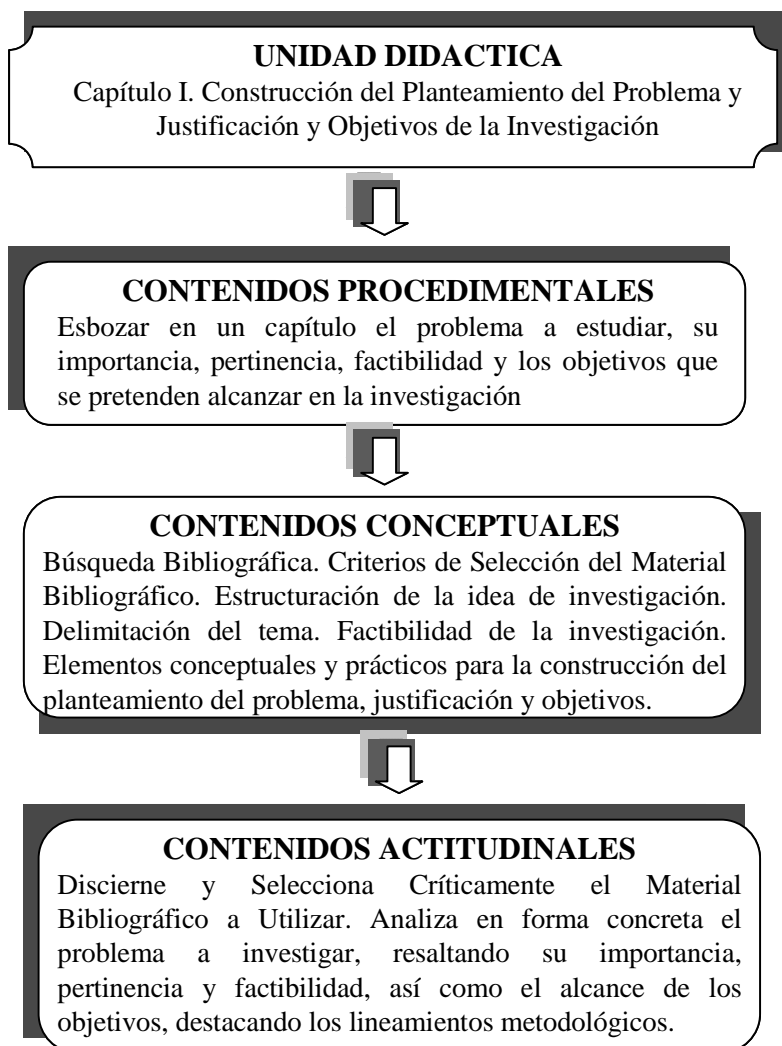 UNIDAD DIDACTICA
Capítulo I. Construcción del Planteamiento del Problema y
Justificación y Objetivos de la Investigación
CONTENIDOS PROCEDIMENTALES
Esbozar en un capítulo el problema a estudiar, su
importancia, pertinencia, factibilidad y los objetivos que
se pretenden alcanzar en la investigación
CONTENIDOS CONCEPTUALES
Búsqueda Bibliográfica. Criterios de Selección del Material
Bibliográfico. Estructuración de la idea de investigación.
Delimitación del tema. Factibilidad de la investigación.
Elementos conceptuales y prácticos para la construcción del
planteamiento del problema, justificación y objetivos.
CONTENIDOS ACTITUDINALES
Discierne y Selecciona Críticamente el Material
Bibliográfico a Utilizar. Analiza en forma concreta el
problema a investigar, resaltando su importancia,
pertinencia y factibilidad, así como el alcance de los
objetivos, destacando los lineamientos metodológicos.